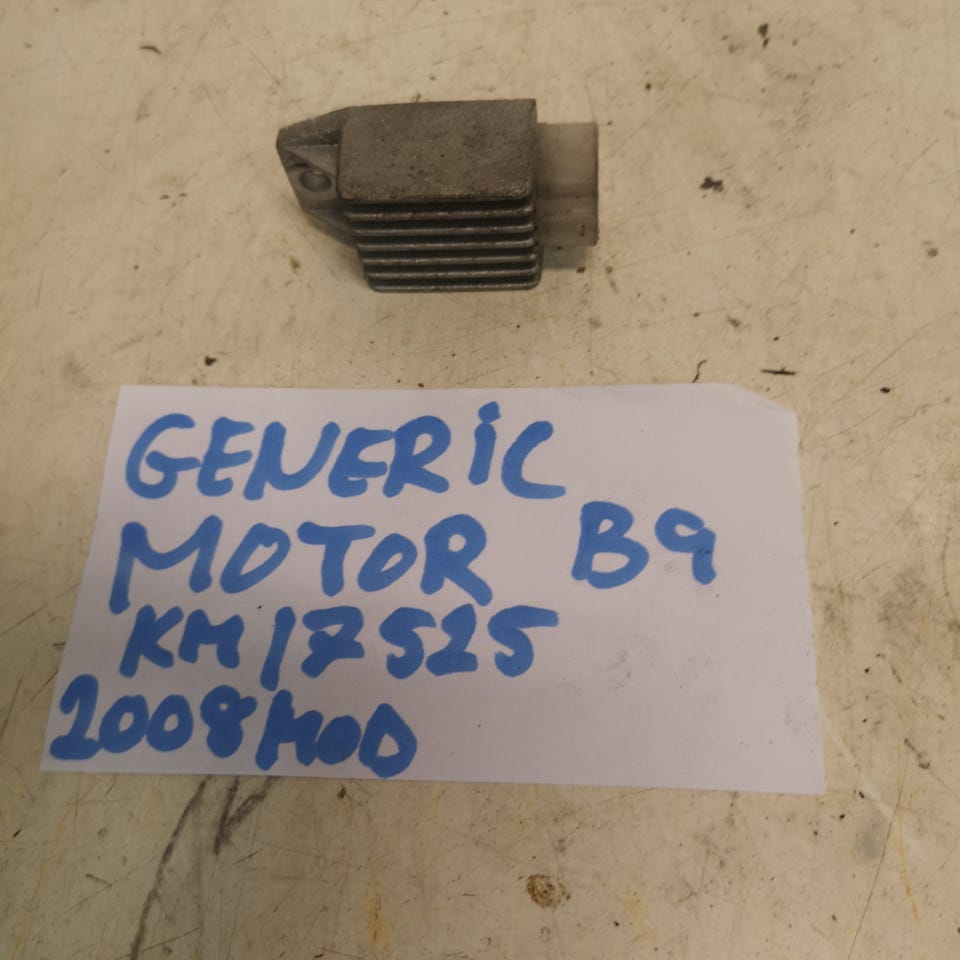 GENERiC
MOTOR B9
KM 17525
2008 MOD